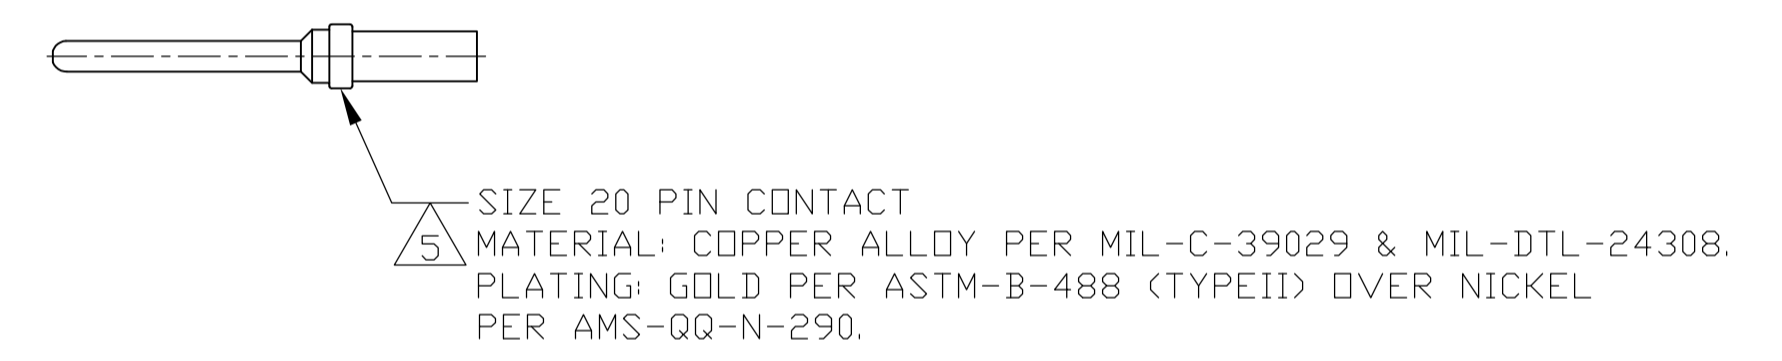 SIZE 20 PIN CONTACT
5
MATERIAL: COPPER ALLOY PER MIL-C-39029 & MIL-DTL-24308.
PLATING: GOLD PER ASTM-B-488 (TYPEII) OVER NICKEL
PER AMS-QQ-N-290.